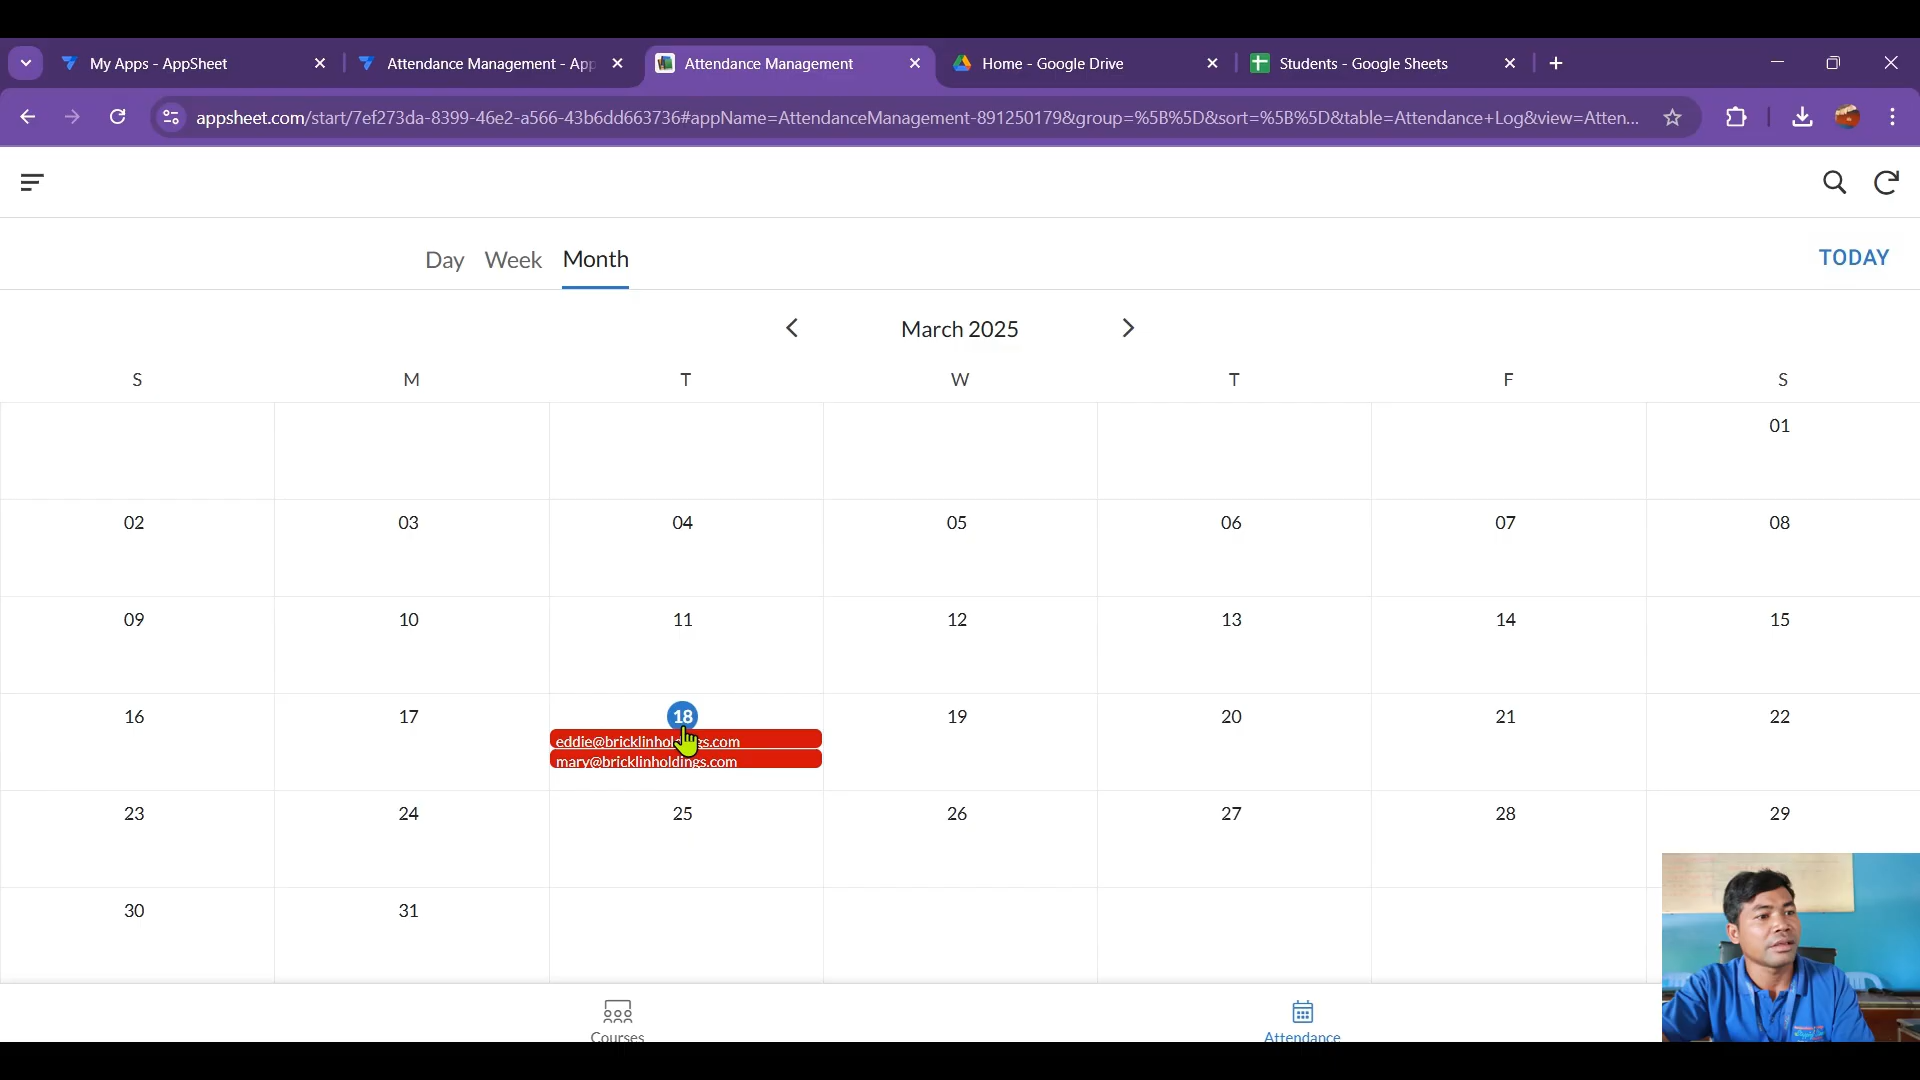 My Apps - AppSheet
Attendance Management - App
Attendance Management
Home - Google Drive
Students - Google Sheets
appsheet.com/start/7ef273da-8399-46e2-a566-43b6dd663736#appName=AttendanceManagement-891250179&group=%5B%5D&sort=%5B%5D&table=Attendance+Log&view=Atten...
Day Week Month
TODAY
March 2025
S M T W T F S
01
02 03 04 05 06 07 08
09 10 11 12 13 14 15
16 17 18 19 20 21 22
eddie@bricklinholdings.com
mary@bricklinholdings.com
23 24 25 26 27 28 29
30 31
Courses
Attendance